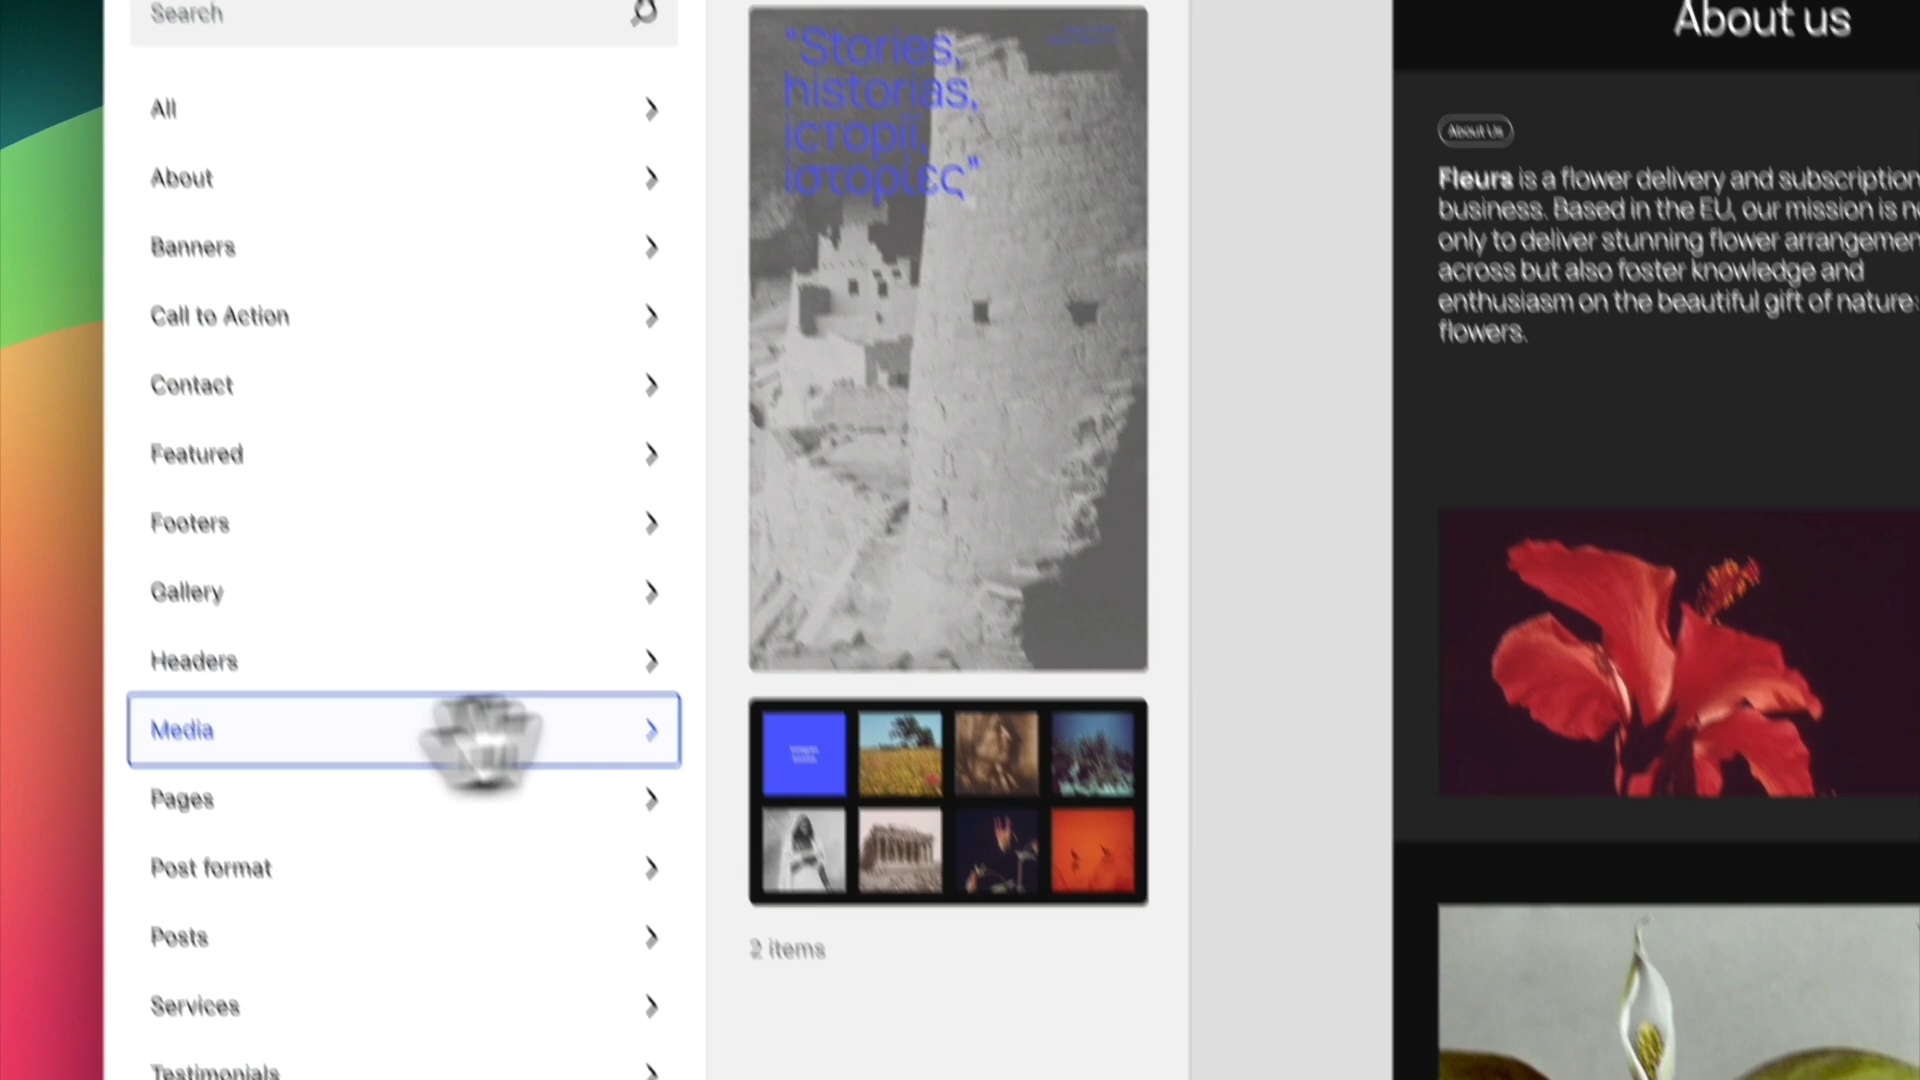 Search
All
About
Banners
Call to Action
Contact
Featured
Footers
Gallery
Headers
Media
Pages
Post format
Posts
Services
Testimonials
"Stories,
historias,
історії,
ιστορίες"
2 items
About us
About Us
Fleurs is a flower delivery and subscription
business. Based in the EU, our mission is
only to deliver stunning flower
across but also foster knowledge and
enthusiasm on the beautiful gift of nature:
flowers.